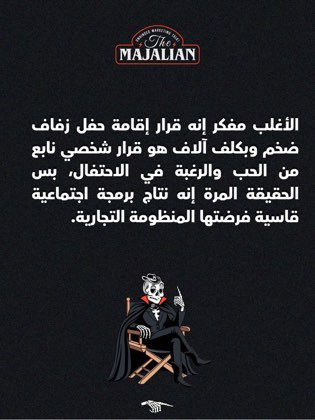 The
MAJALIAN
الأغلب مفكر إنه قرار إقامة حفل زفاف
ضخم وبكلف آلاف هو قرار شخصي نابع
من الحب والرغبة في الاحتفال، بس
الحقيقة المرة إنه نتاج برمجة اجتماعية
قاسية فرضتها المنظومة التجارية.